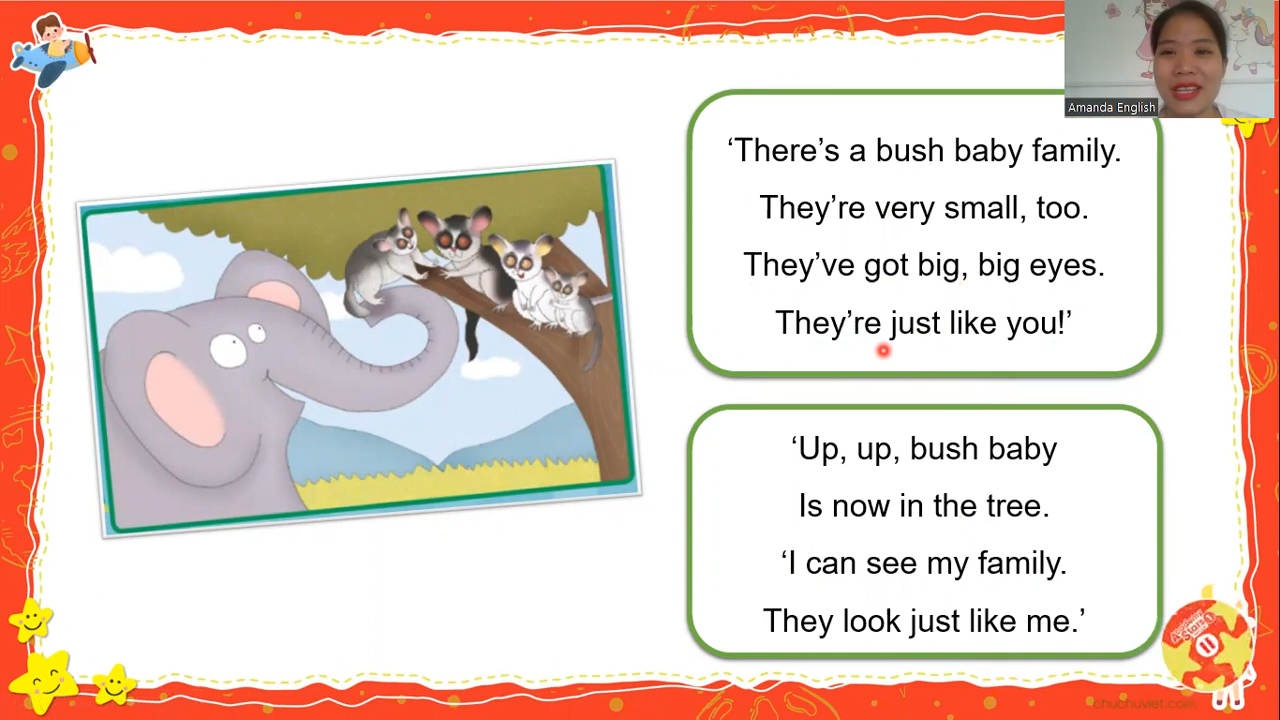 Amanda English
‘There’s a bush baby family.
They’re very small, too.
They’ve got big, big eyes.
They’re just like you!’
‘Up, up, bush baby
Is now in the tree.
‘I can see my family.
They look just like me.’
chuchuviet.com